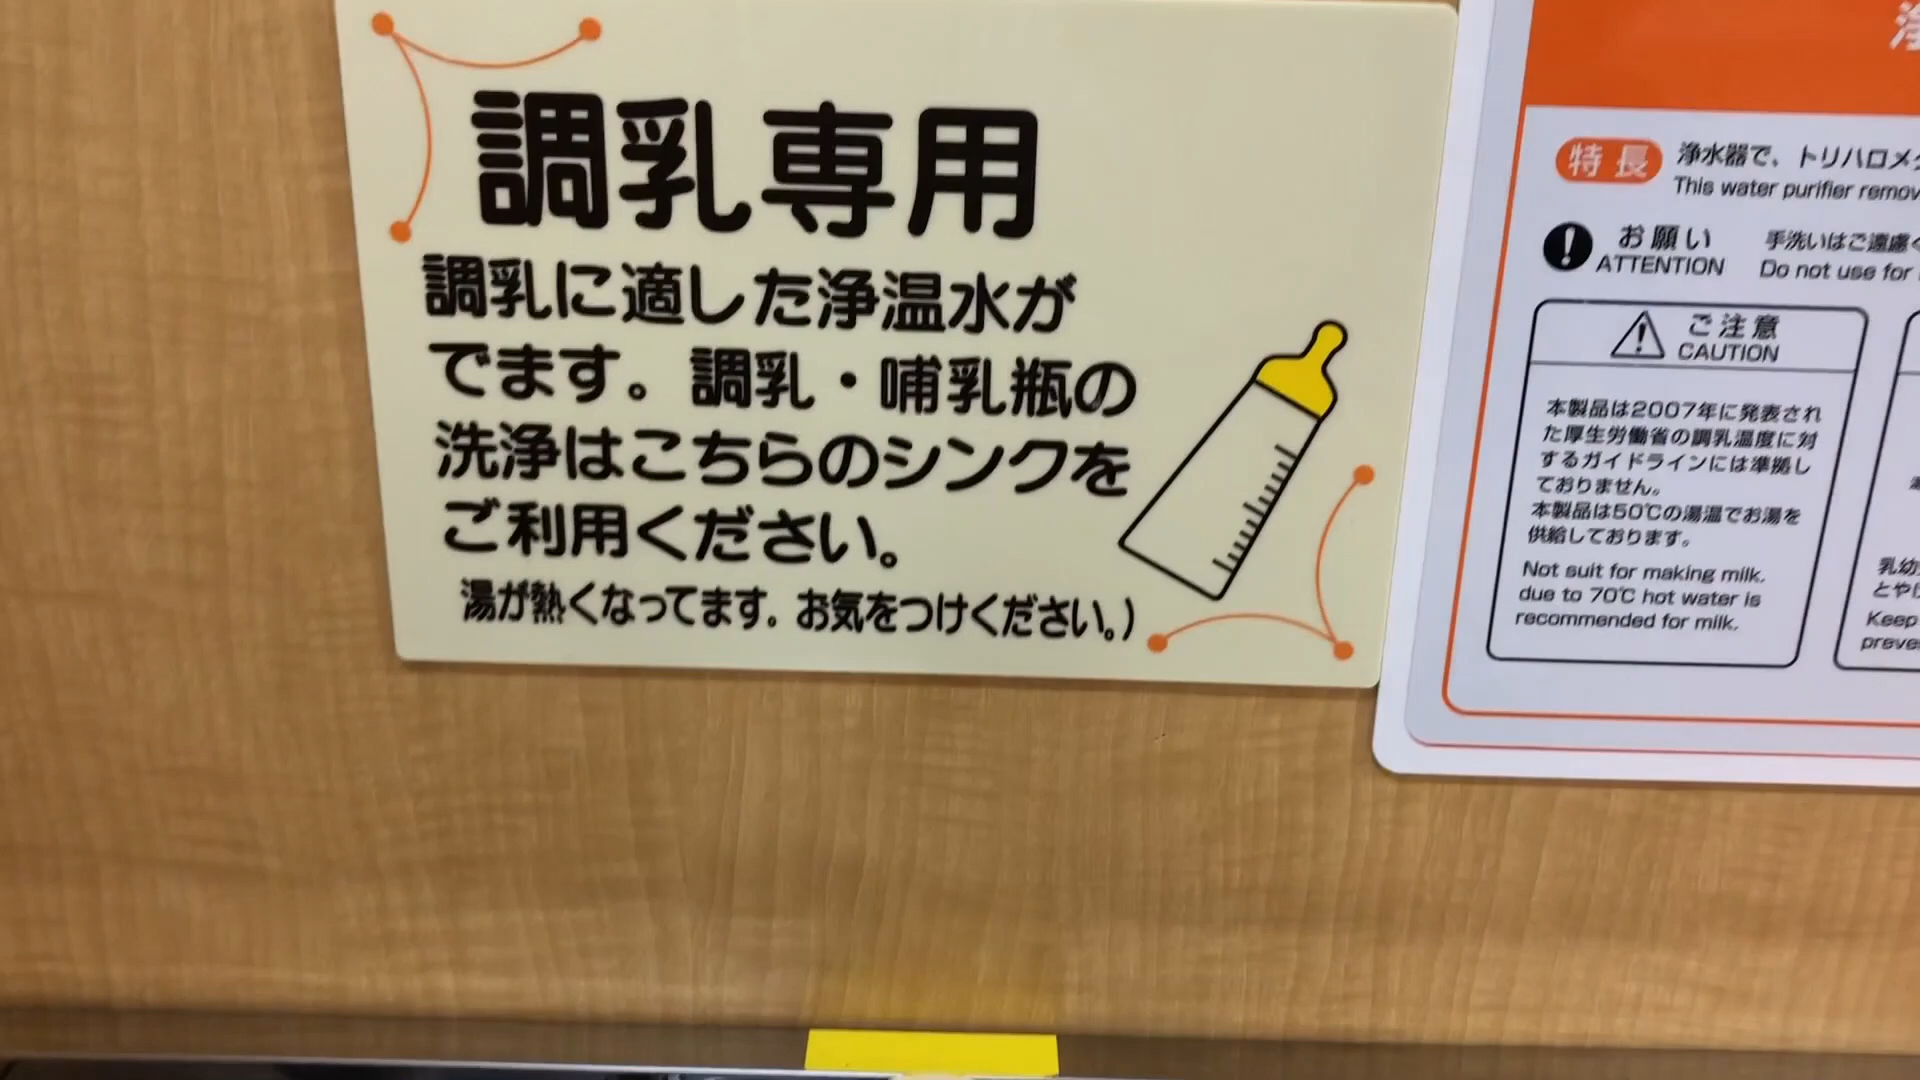 調乳専用
調乳に適した浄温水が
でます。調乳・哺乳瓶の
洗浄はこちらのシンクを
ご利用ください。
湯が熱くなってます。お気をつけください。)
特長
浄水器で、トリハロメ
This water purifier remov
お願い
ATTENTION
手洗いはご遠慮
Do not use for
ご注意
CAUTION
本製品は2007年に発表され
た厚生労働省の調乳温度に対
するガイドラインには準拠し
ておりません。
本製品は50℃の湯温でお湯を
供給しております。
Not suit for making milk.
due to 70℃ hot water is
recommended for milk.
乳幼
とや
Keep
preve